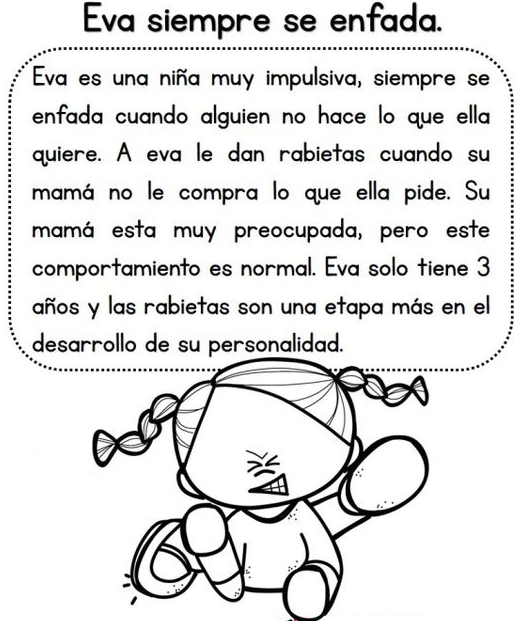 Eva siempre se enfada.
Eva es una niña muy impulsiva, siempre se
enfada cuando alguien no hace lo que ella
quiere. A eva le dan rabietas cuando su
mamá no le compra lo que ella pide. Su
mamá esta muy preocupada, pero este
comportamiento es normal. Eva solo tiene 3
años y las rabietas son una etapa más en el
desarrollo de su personalidad.